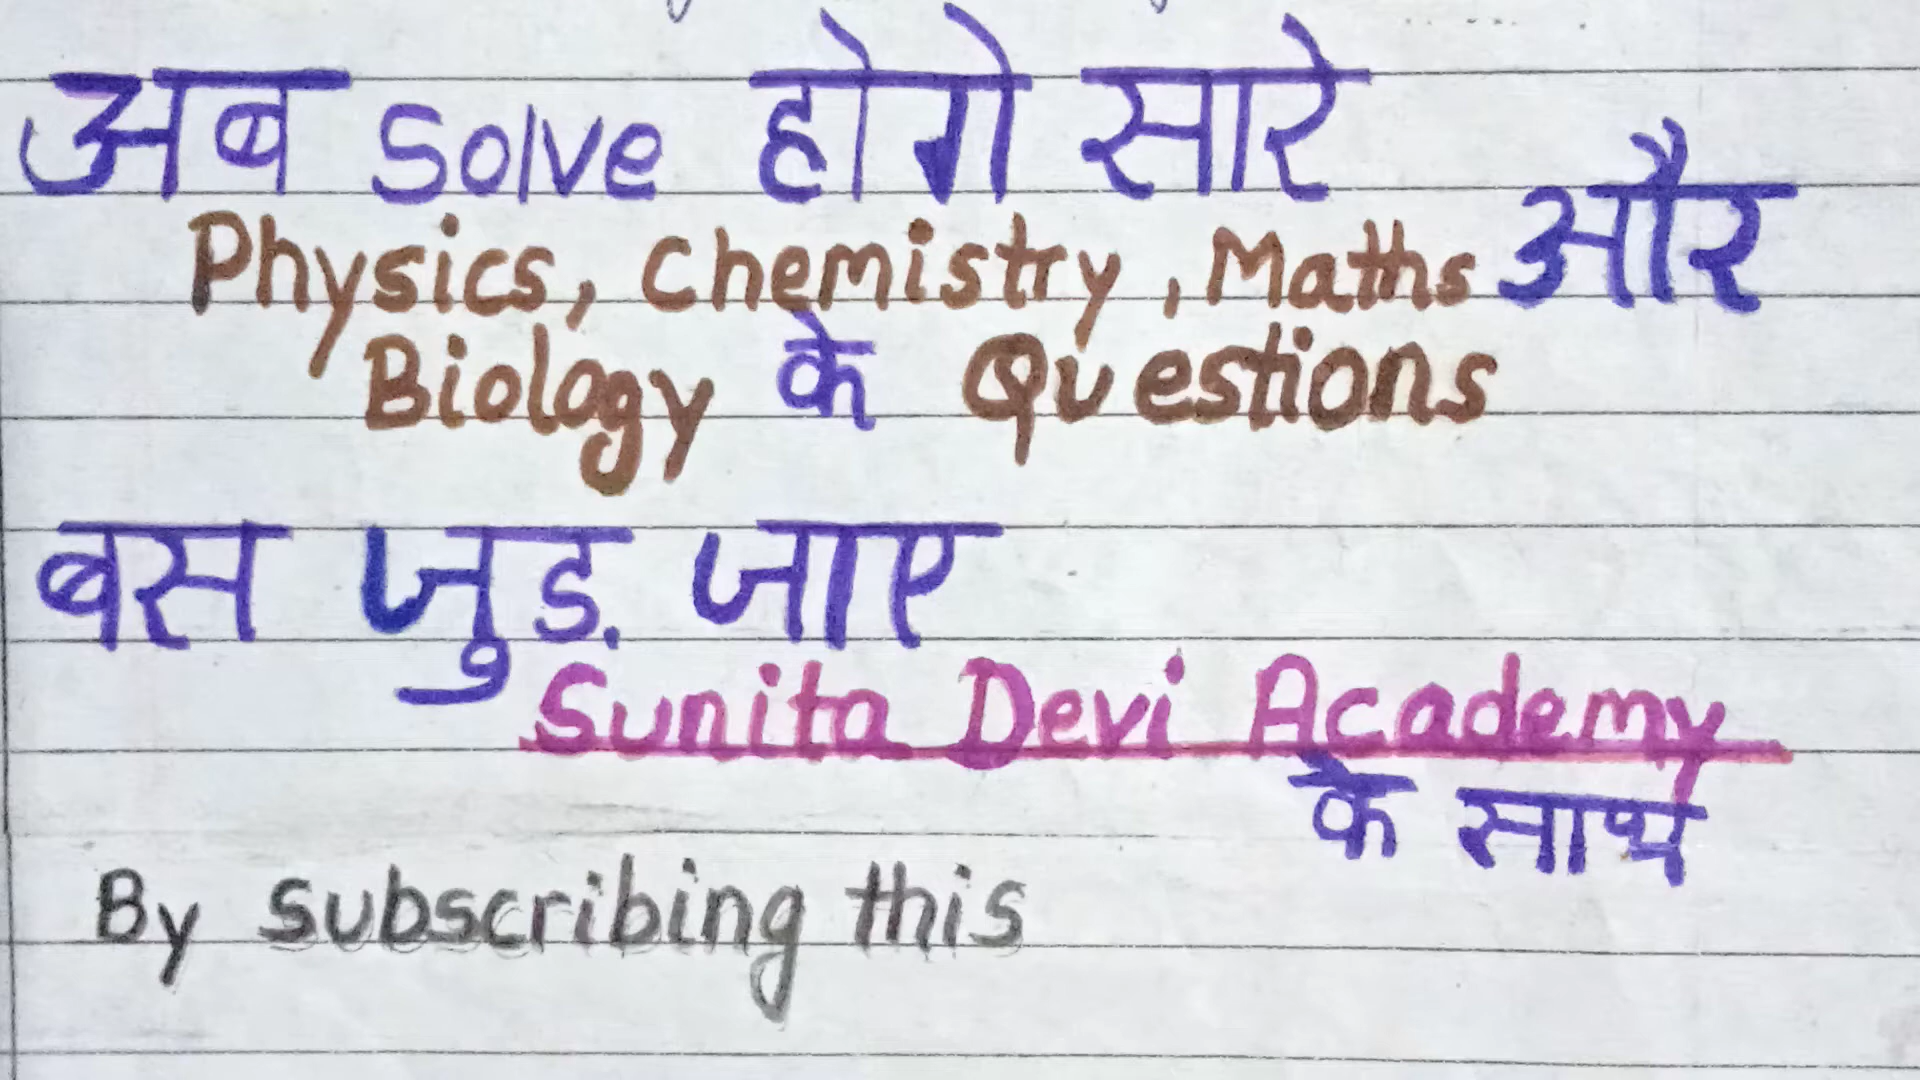 अब Solve होगे सारे
Physics, Chemistry, Maths और
Biology के Questions
बस जुड़ जाए
Sunita Devi Academy
के साथ
By subscribing this